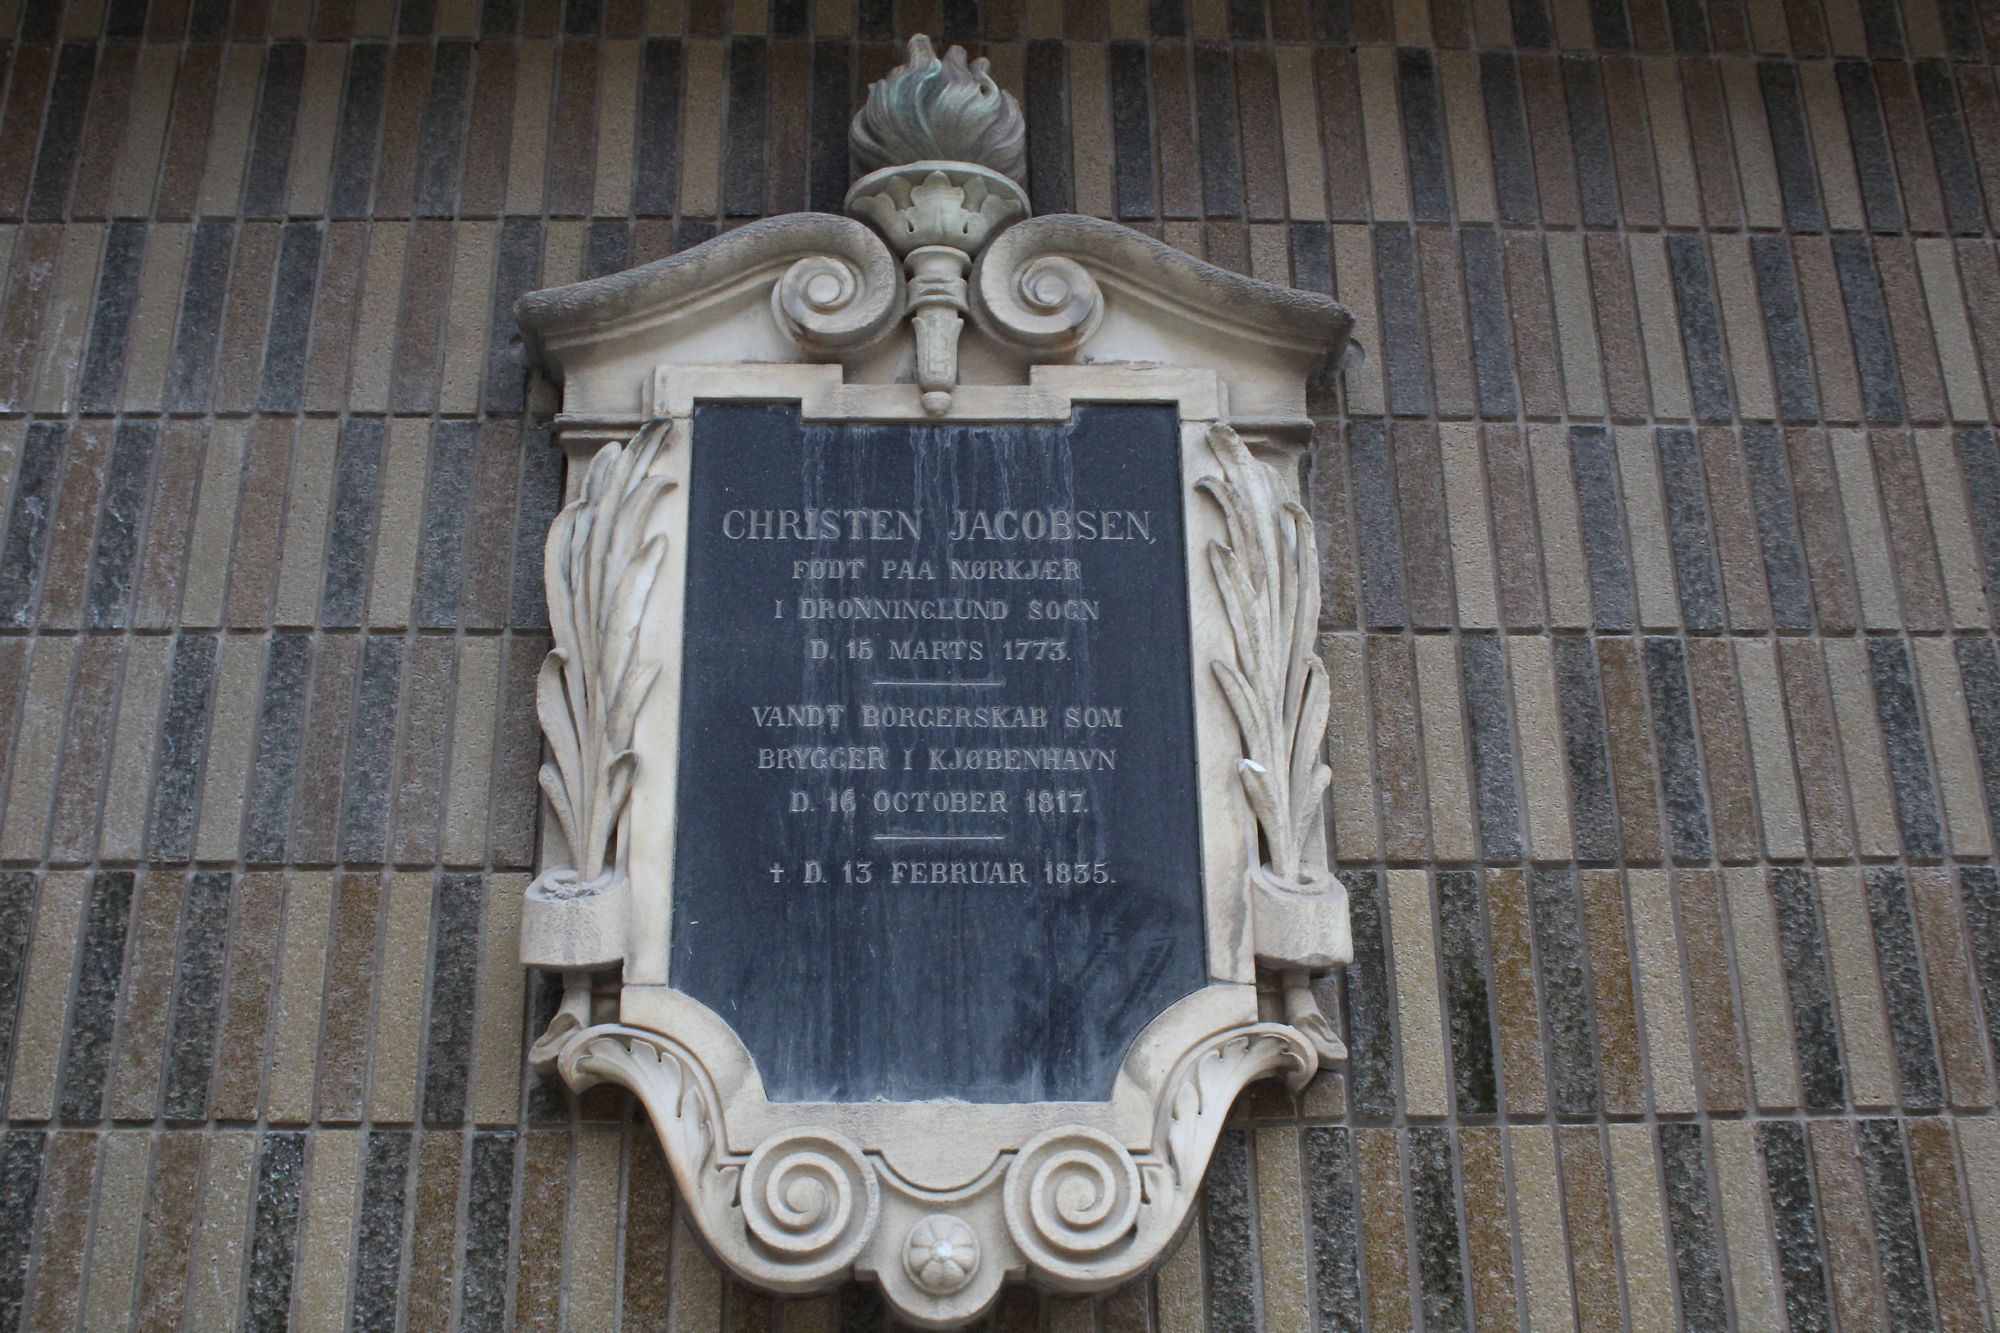 CHRISTEN JACOBSEN,
FØDT PAA NØRKJÆR
I DRONNINGLUND SOGN
D. 15 MARTS 1773.
VANDT BORGERSKAB SOM
BRYGGER I KJØBENHAVN
D. 16 OCTOBER 1817.
† D. 13 FEBRUAR 1835.